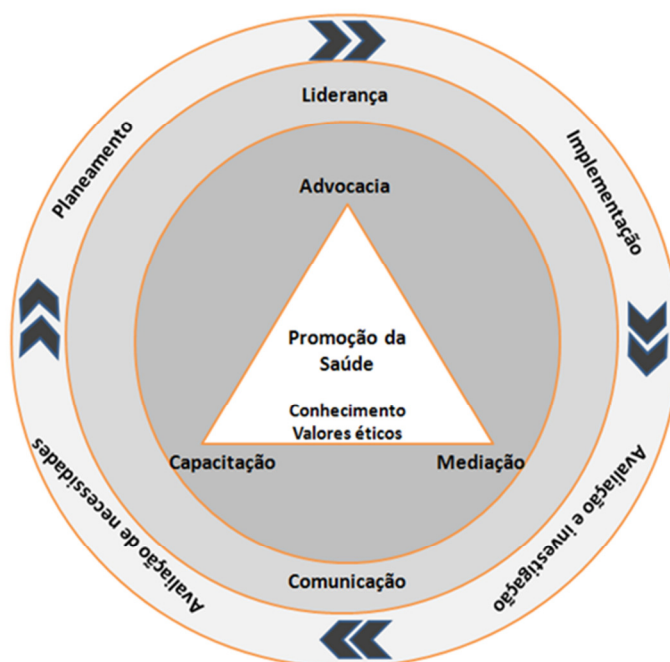 Liderança
Planeamento
Implementação
Advocacia
Promoção da
Saúde
Conhecimento
Valores éticos
Capacitação
Mediação
Avaliação de necessidades
Avaliação e investigação
Comunicação